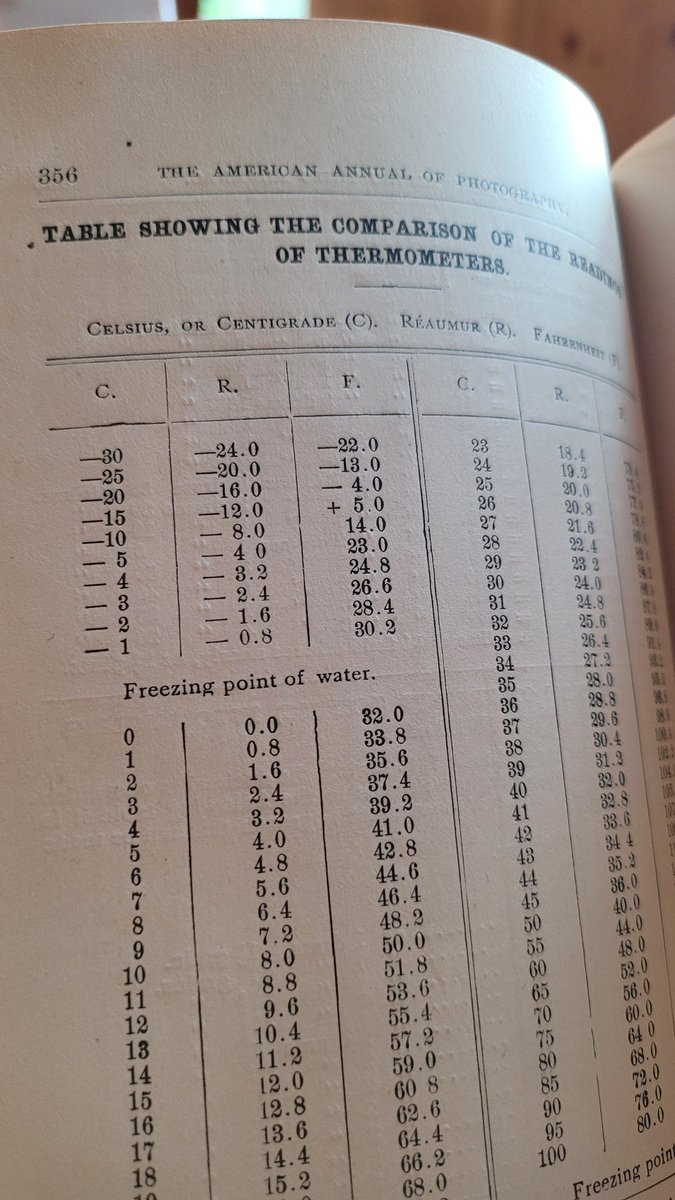 356 THE AMERICAN ANNUAL OF PHOTOGRAPHY.
TABLE SHOWING THE COMPARISON OF THE READINGS
OF THERMOMETERS.
CELSIUS, OR CENTIGRADE (C). RÉAUMUR (R). FAHRENHEIT (F)
C. R. F.
—30 —24.0 —22.0
—25 —20.0 —13.0
—20 —16.0 — 4.0
—15 —12.0 + 5.0
—10 — 8.0 14.0
— 5 — 4 0 23.0
— 4 — 3.2 24.8
— 3 — 2.4 26.6
— 2 — 1.6 28.4
— 1 — 0.8 30.2
Freezing point of water.
0 0.0 32.0
1 0.8 33.8
2 1.6 35.6
3 2.4 37.4
4 3.2 39.2
5 4.0 41.0
6 4.8 42.8
7 5.6 44.6
8 6.4 46.4
9 7.2 48.2
10 8.0 50.0
11 8.8 51.8
12 9.6 53.6
13 10.4 55.4
14 11.2 57.2
15 12.0 59.0
16 12.8 60 8
17 13.6 62.6
18 14.4 64.4
15.2 66.2
68.0
C. R. F.
23 18.4
24 19.2
25 20.0
26 20.8
27 21.6
28 22.4
29 23 2
30 24.0
31 24.8
32 25.6
33 26.4
34 27.2
35 28.0
36 28.8
37 29.6
38 30.4
39 31.2
40 32.0
41 32.8
42 33.6
43 34 4
44 35.2
45 36.0
50 40.0
55 44.0
60 48.0
65 52.0
70 56.0
75 60.0
80 64 0
85 68.0
90 72.0
95 76.0
100 80.0
Freezing point